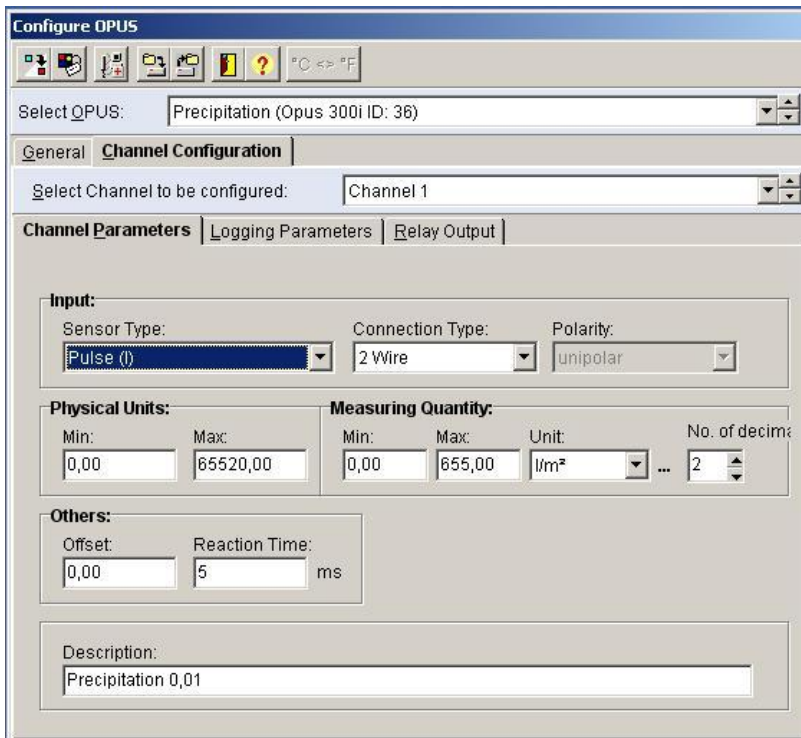 Configure OPUS
°C <=> °F
Select OPUS: Precipitation (Opus 300i ID: 36)
General Channel Configuration
Select Channel to be configured: Channel 1
Channel Parameters Logging Parameters Relay Output
Input:
Sensor Type: Connection Type: Polarity:
Pulse (I) 2 Wire unipolar
Physical Units: Measuring Quantity:
Min: Max: Min: Max: Unit: No. of decima
0,00 65520,00 0,00 655,00 l/m² ... 2
Others:
Offset: Reaction Time:
0,00 5 ms
Description:
Precipitation 0,01